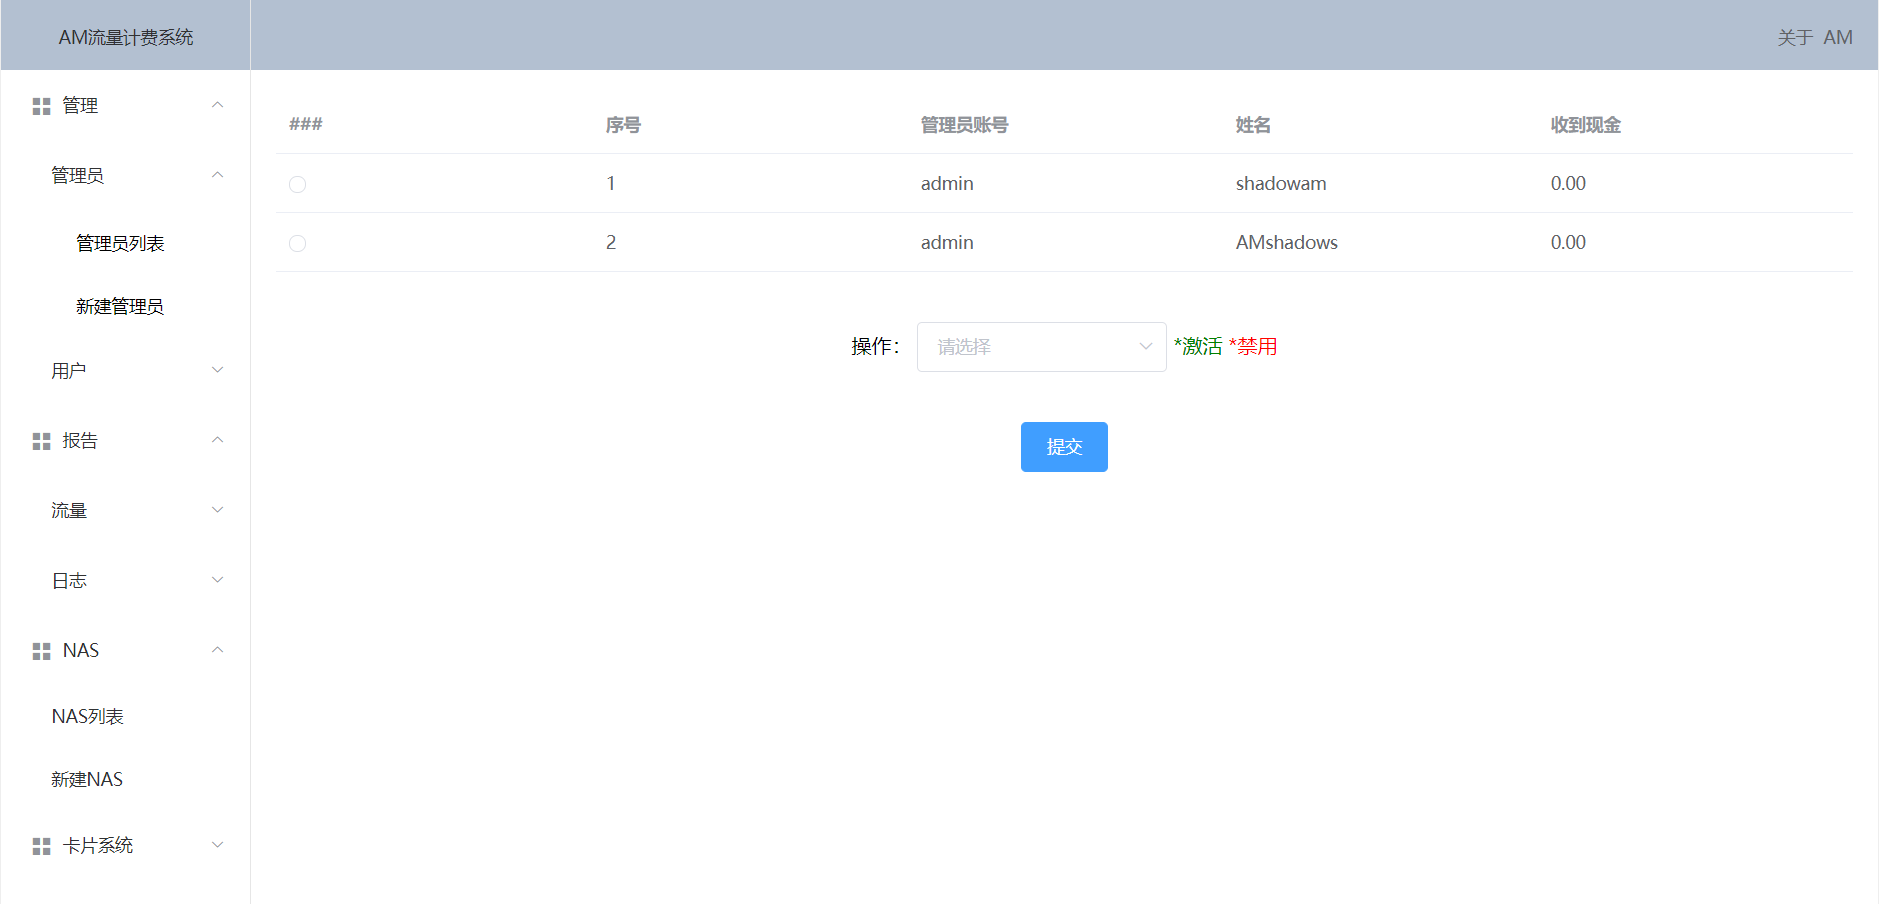 AM流量计费系统
关于 AM
管理
管理员
管理员列表
新建管理员
用户
报告
流量
日志
NAS
NAS列表
新建NAS
卡片系统
### 序号 管理员账号 姓名 收到现金
1 admin shadowam 0.00
2 admin AMshadows 0.00
操作： 请选择 *激活 *禁用
提交